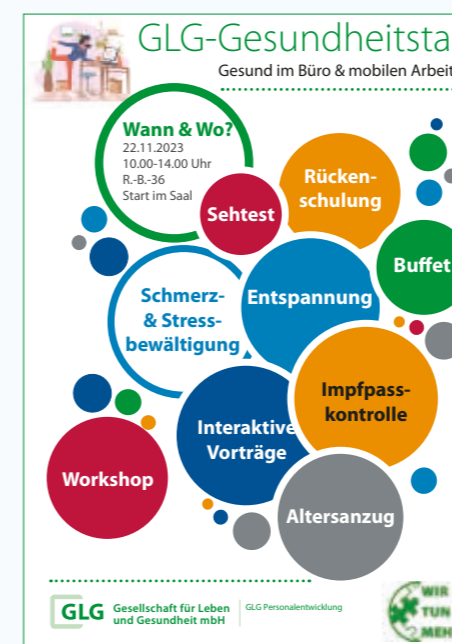 GLG-Gesundheitsta
Gesund im Büro & mobilen Arbeit
Wann & Wo?
22.11.2023
10.00-14.00 Uhr
R.-B.-36
Start im Saal
Sehtest
Rücken-
schulung
Buffet
Schmerz-
& Stress-
bewältigung
Entspannung
Impfpass-
kontrolle
Interaktive
Vorträge
Workshop
Altersanzug
GLG
Gesellschaft für Leben
und Gesundheit mbH
GLG Personalentwicklung
WIR
TUN
MEH